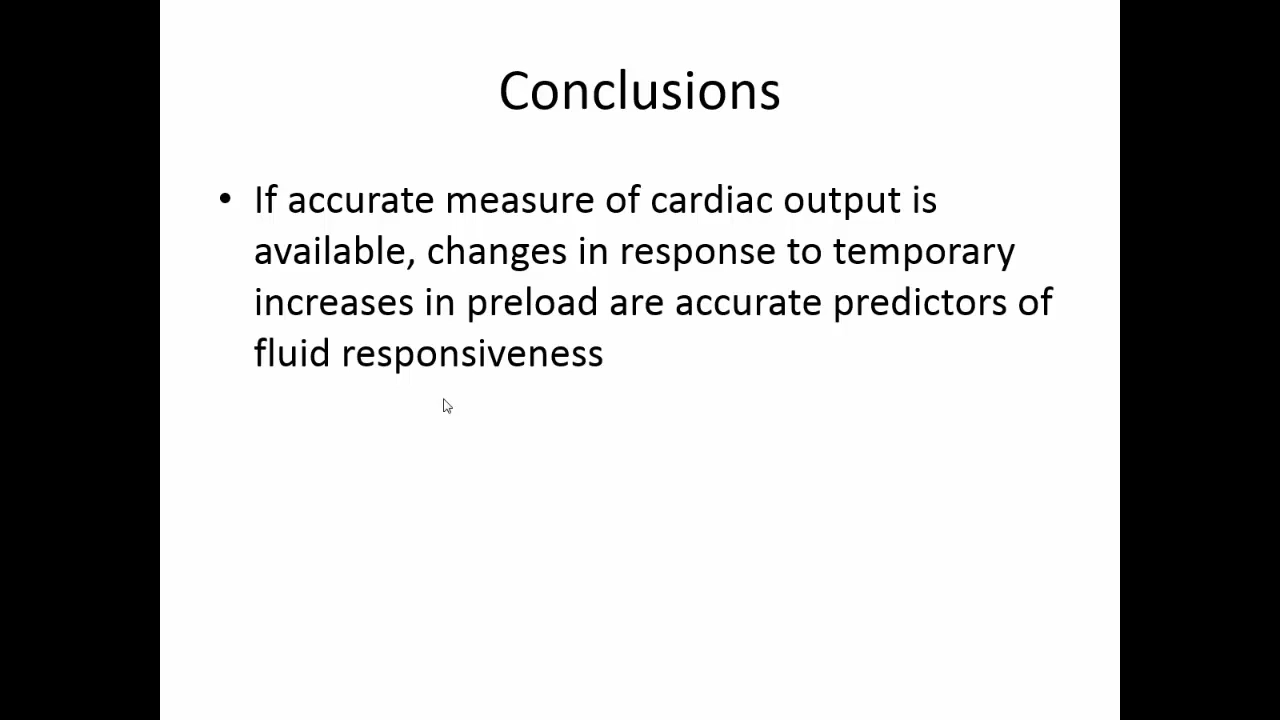 Conclusions
• If accurate measure of cardiac output is
available, changes in response to temporary
increases in preload are accurate predictors of
fluid responsiveness